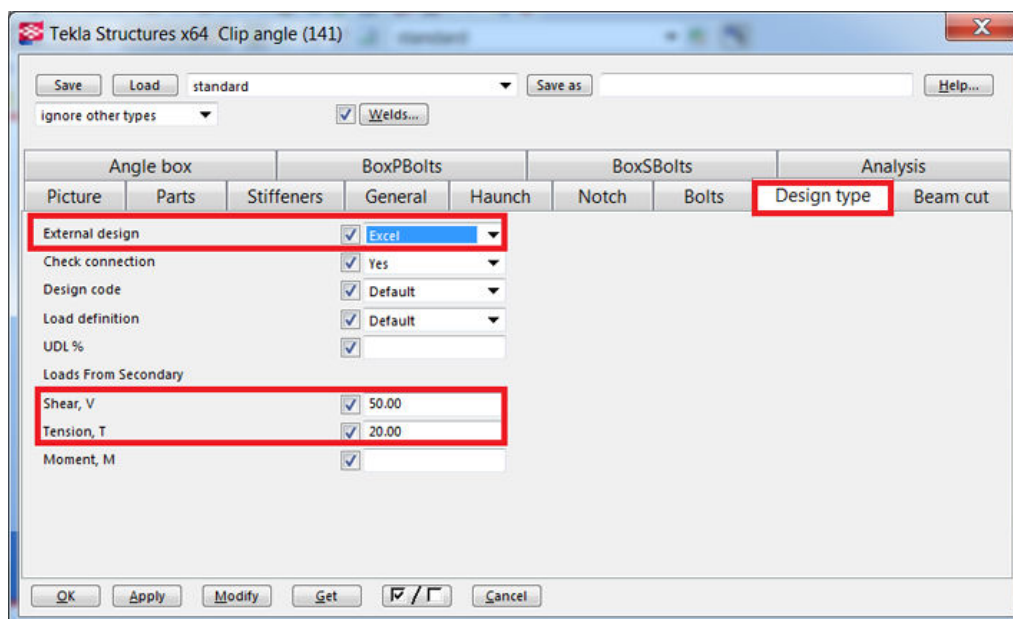 Tekla Structures x64 Clip angle (141)
Save Load standard Save as Help...
ignore other types Welds...
Angle box BoxPBolts BoxSBolts Analysis
Picture Parts Stiffeners General Haunch Notch Bolts Design type Beam cut
External design Excel
Check connection Yes
Design code Default
Load definition Default
UDL %
Loads From Secondary
Shear, V 50.00
Tension, T 20.00
Moment, M
OK Apply Modify Get / Cancel